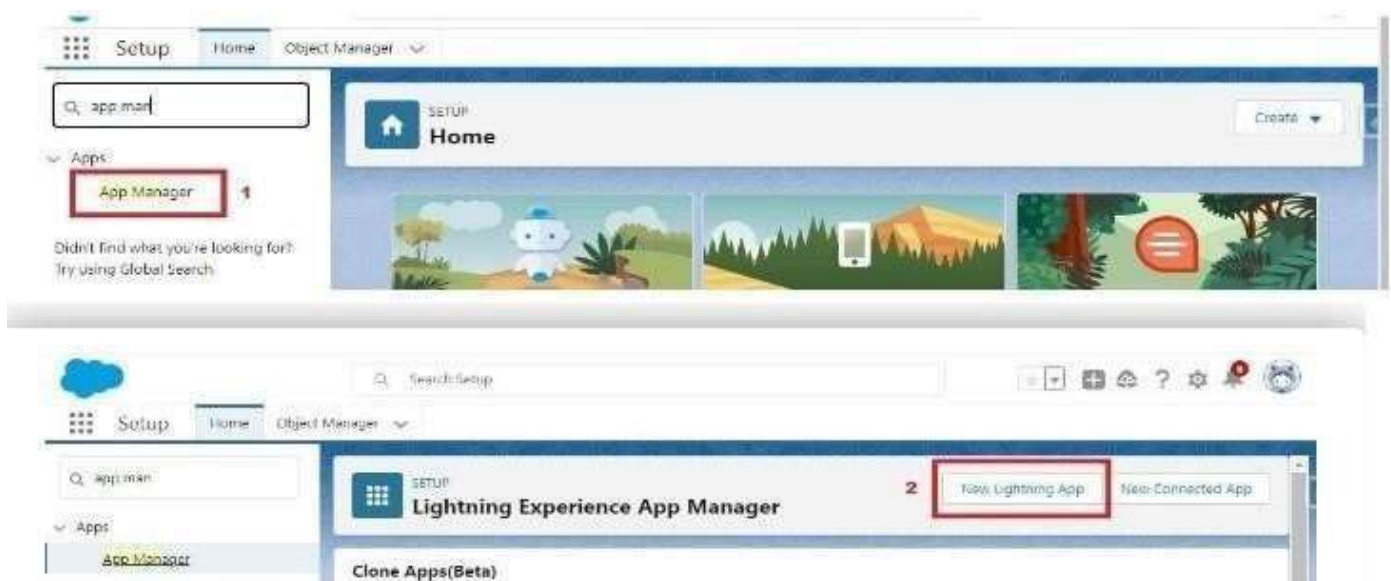 Setup Home Object Manager
app man
SETUP
Home
Create
Apps
App Manager 1
Didn't find what you're looking for?
Try using Global Search.
Search Setup
Setup Home Object Manager
app man
SETUP
Lightning Experience App Manager
2 New Lightning App New Connected App
Apps
App Manager
Clone Apps(Beta)